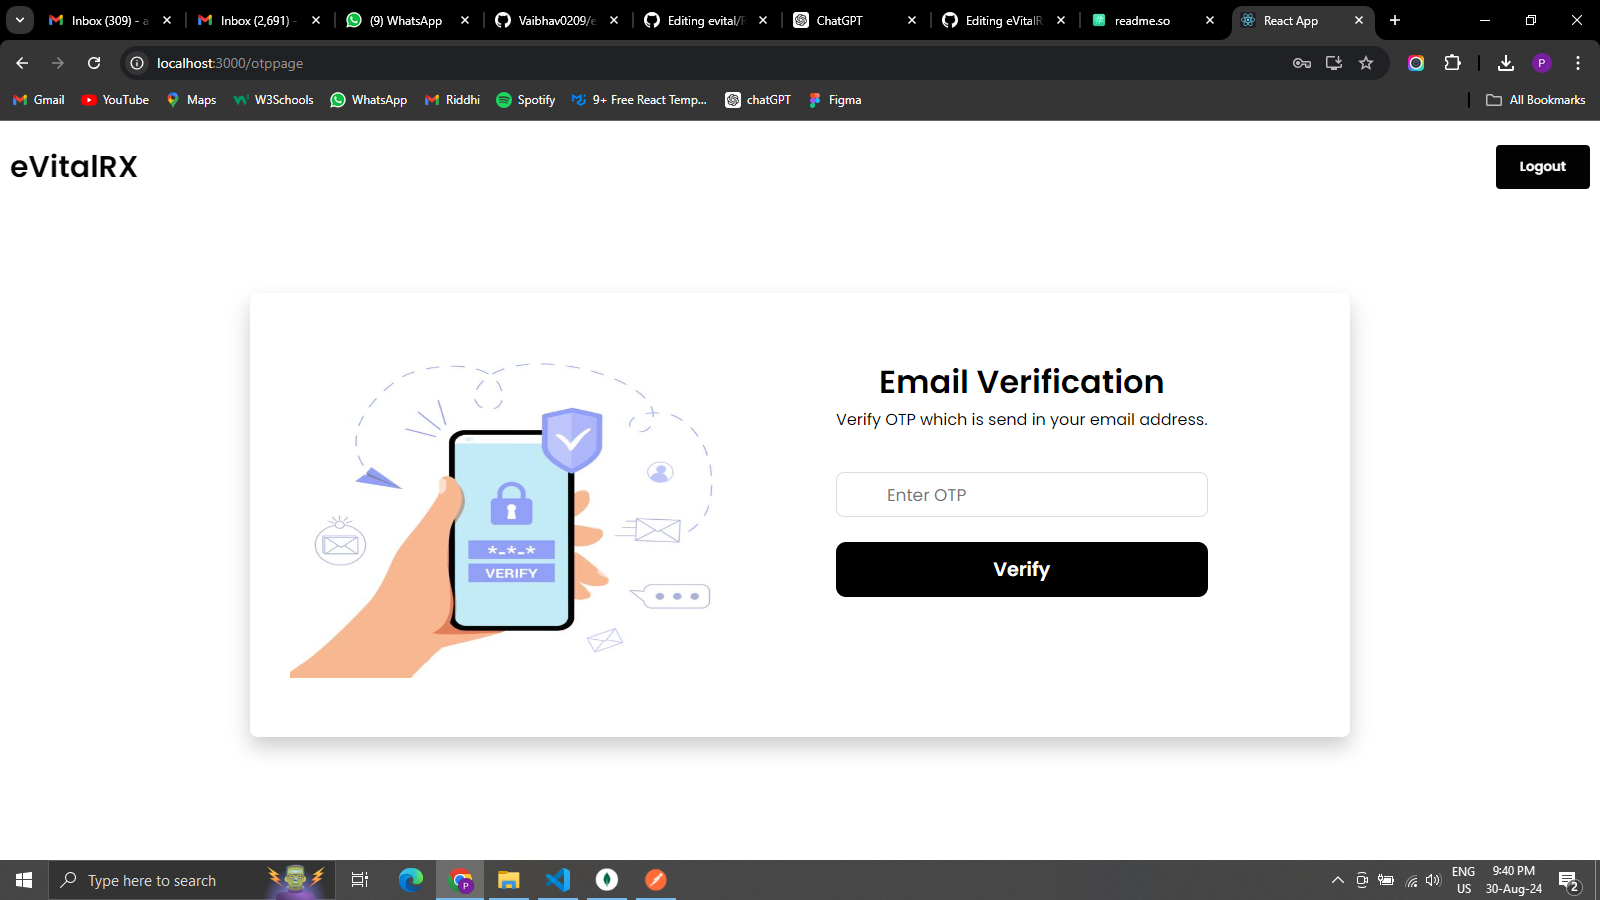 Inbox (309) - a
Inbox (2,691) -
(9) WhatsApp
Vaibhav0209/e
Editing evital/R
ChatGPT
Editing eVitalR
readme.so
React App
localhost:3000/otppage
P
Gmail
YouTube
Maps
W3Schools
WhatsApp
Riddhi
Spotify
9+ Free React Temp...
chatGPT
Figma
All Bookmarks
eVitalRX
Logout
Email Verification
Verify OTP which is send in your email address.
Enter OTP
Verify
*-*-*
VERIFY
Type here to search
P
ENG
US
9:40 PM
30-Aug-24
2